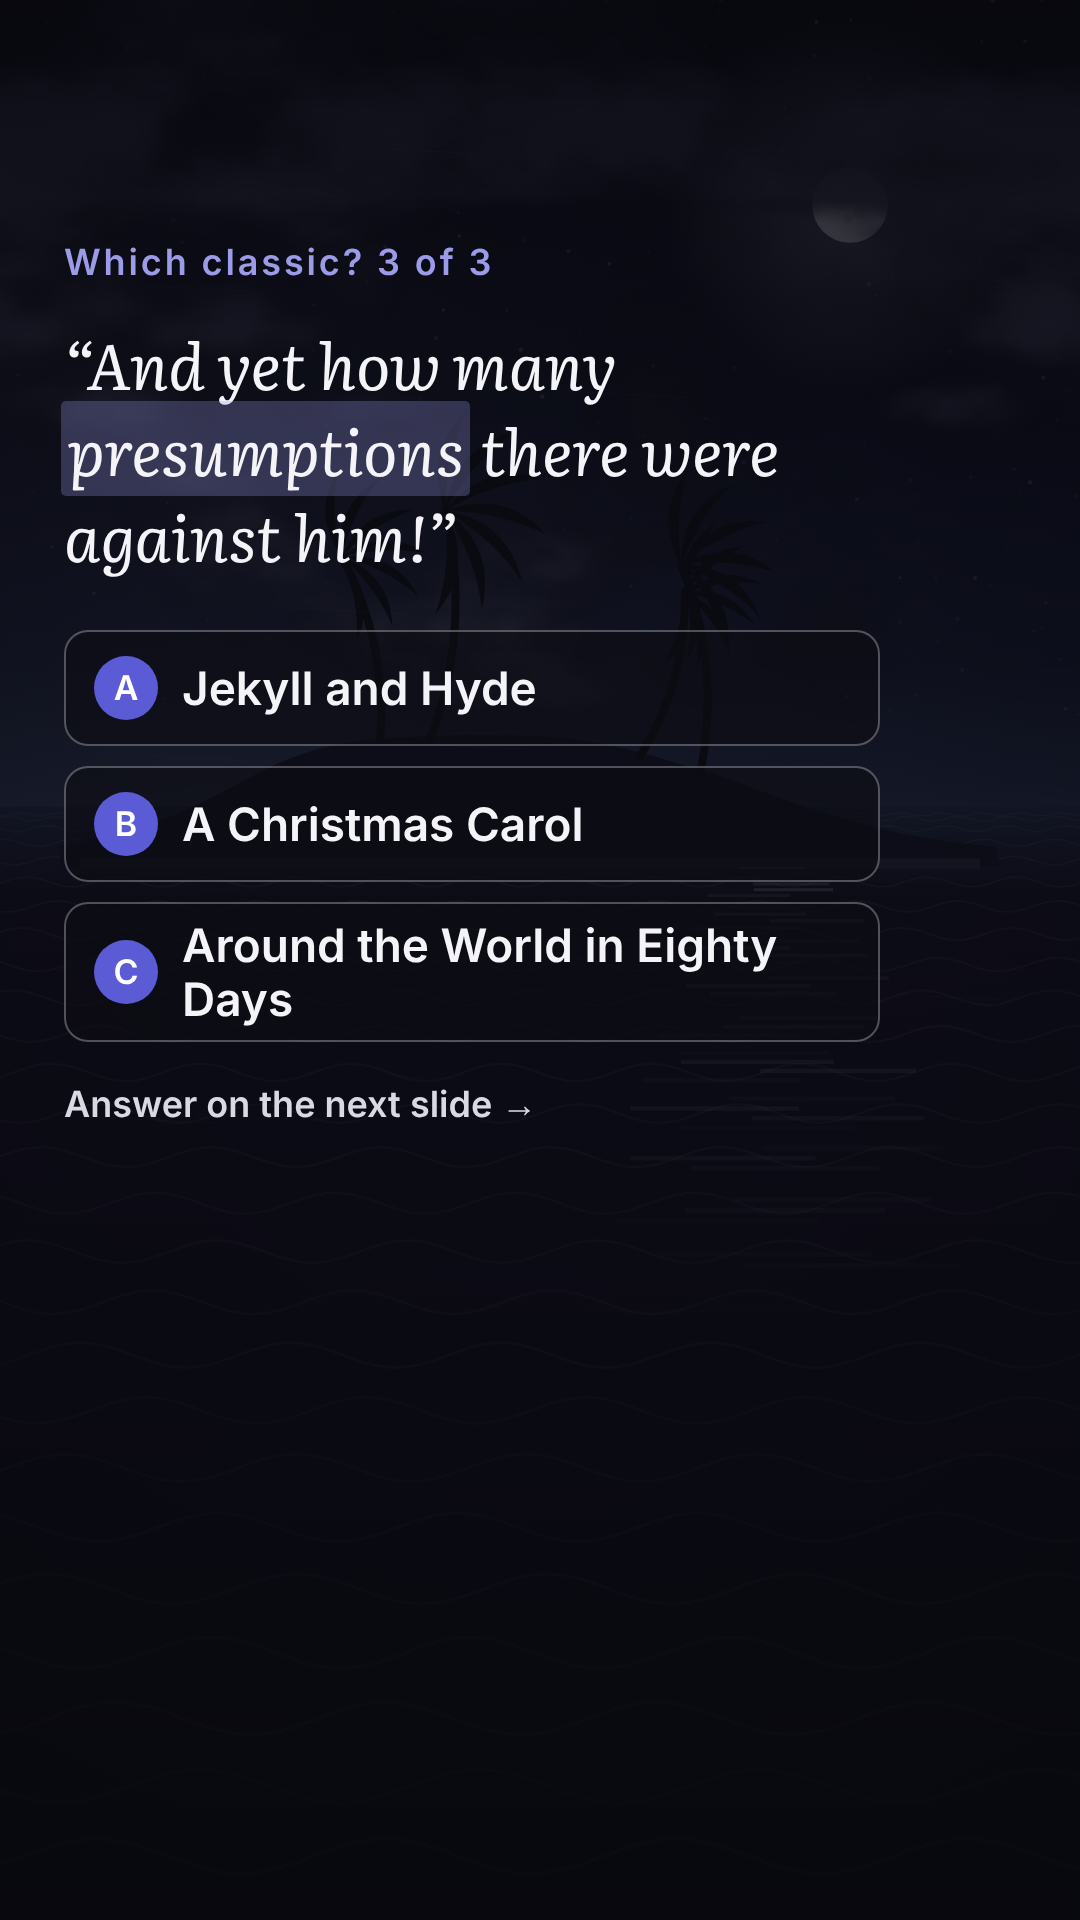 Which classic? 3 of 3
“And yet how many
presumptions there were
against him!”
A Jekyll and Hyde
B A Christmas Carol
C Around the World in Eighty
Days
Answer on the next slide →